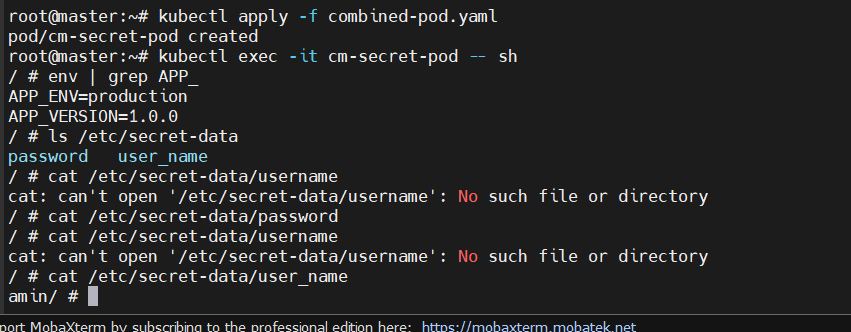 root@master:~# kubectl apply -f combined-pod.yaml
pod/cm-secret-pod created
root@master:~# kubectl exec -it cm-secret-pod -- sh
/ # env | grep APP_
APP_ENV=production
APP_VERSION=1.0.0
/ # ls /etc/secret-data
password   user_name
/ # cat /etc/secret-data/username
cat: can't open '/etc/secret-data/username': No such file or directory
/ # cat /etc/secret-data/password
/ # cat /etc/secret-data/username
cat: can't open '/etc/secret-data/username': No such file or directory
/ # cat /etc/secret-data/user_name
amin/ #
port MobaXterm by subscribing to the professional edition here: https://mobaxterm.mobatek.net